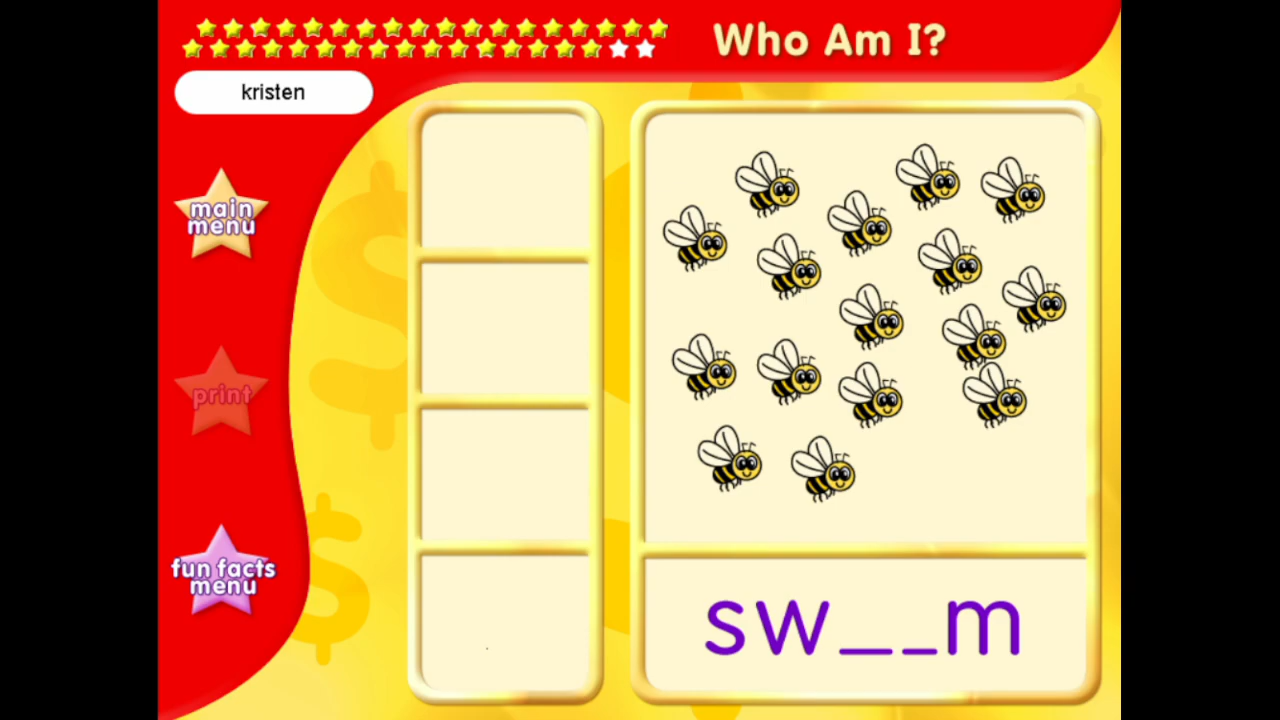 Who Am I?
kristen
main
menu
print
fun facts
menu
sw__m